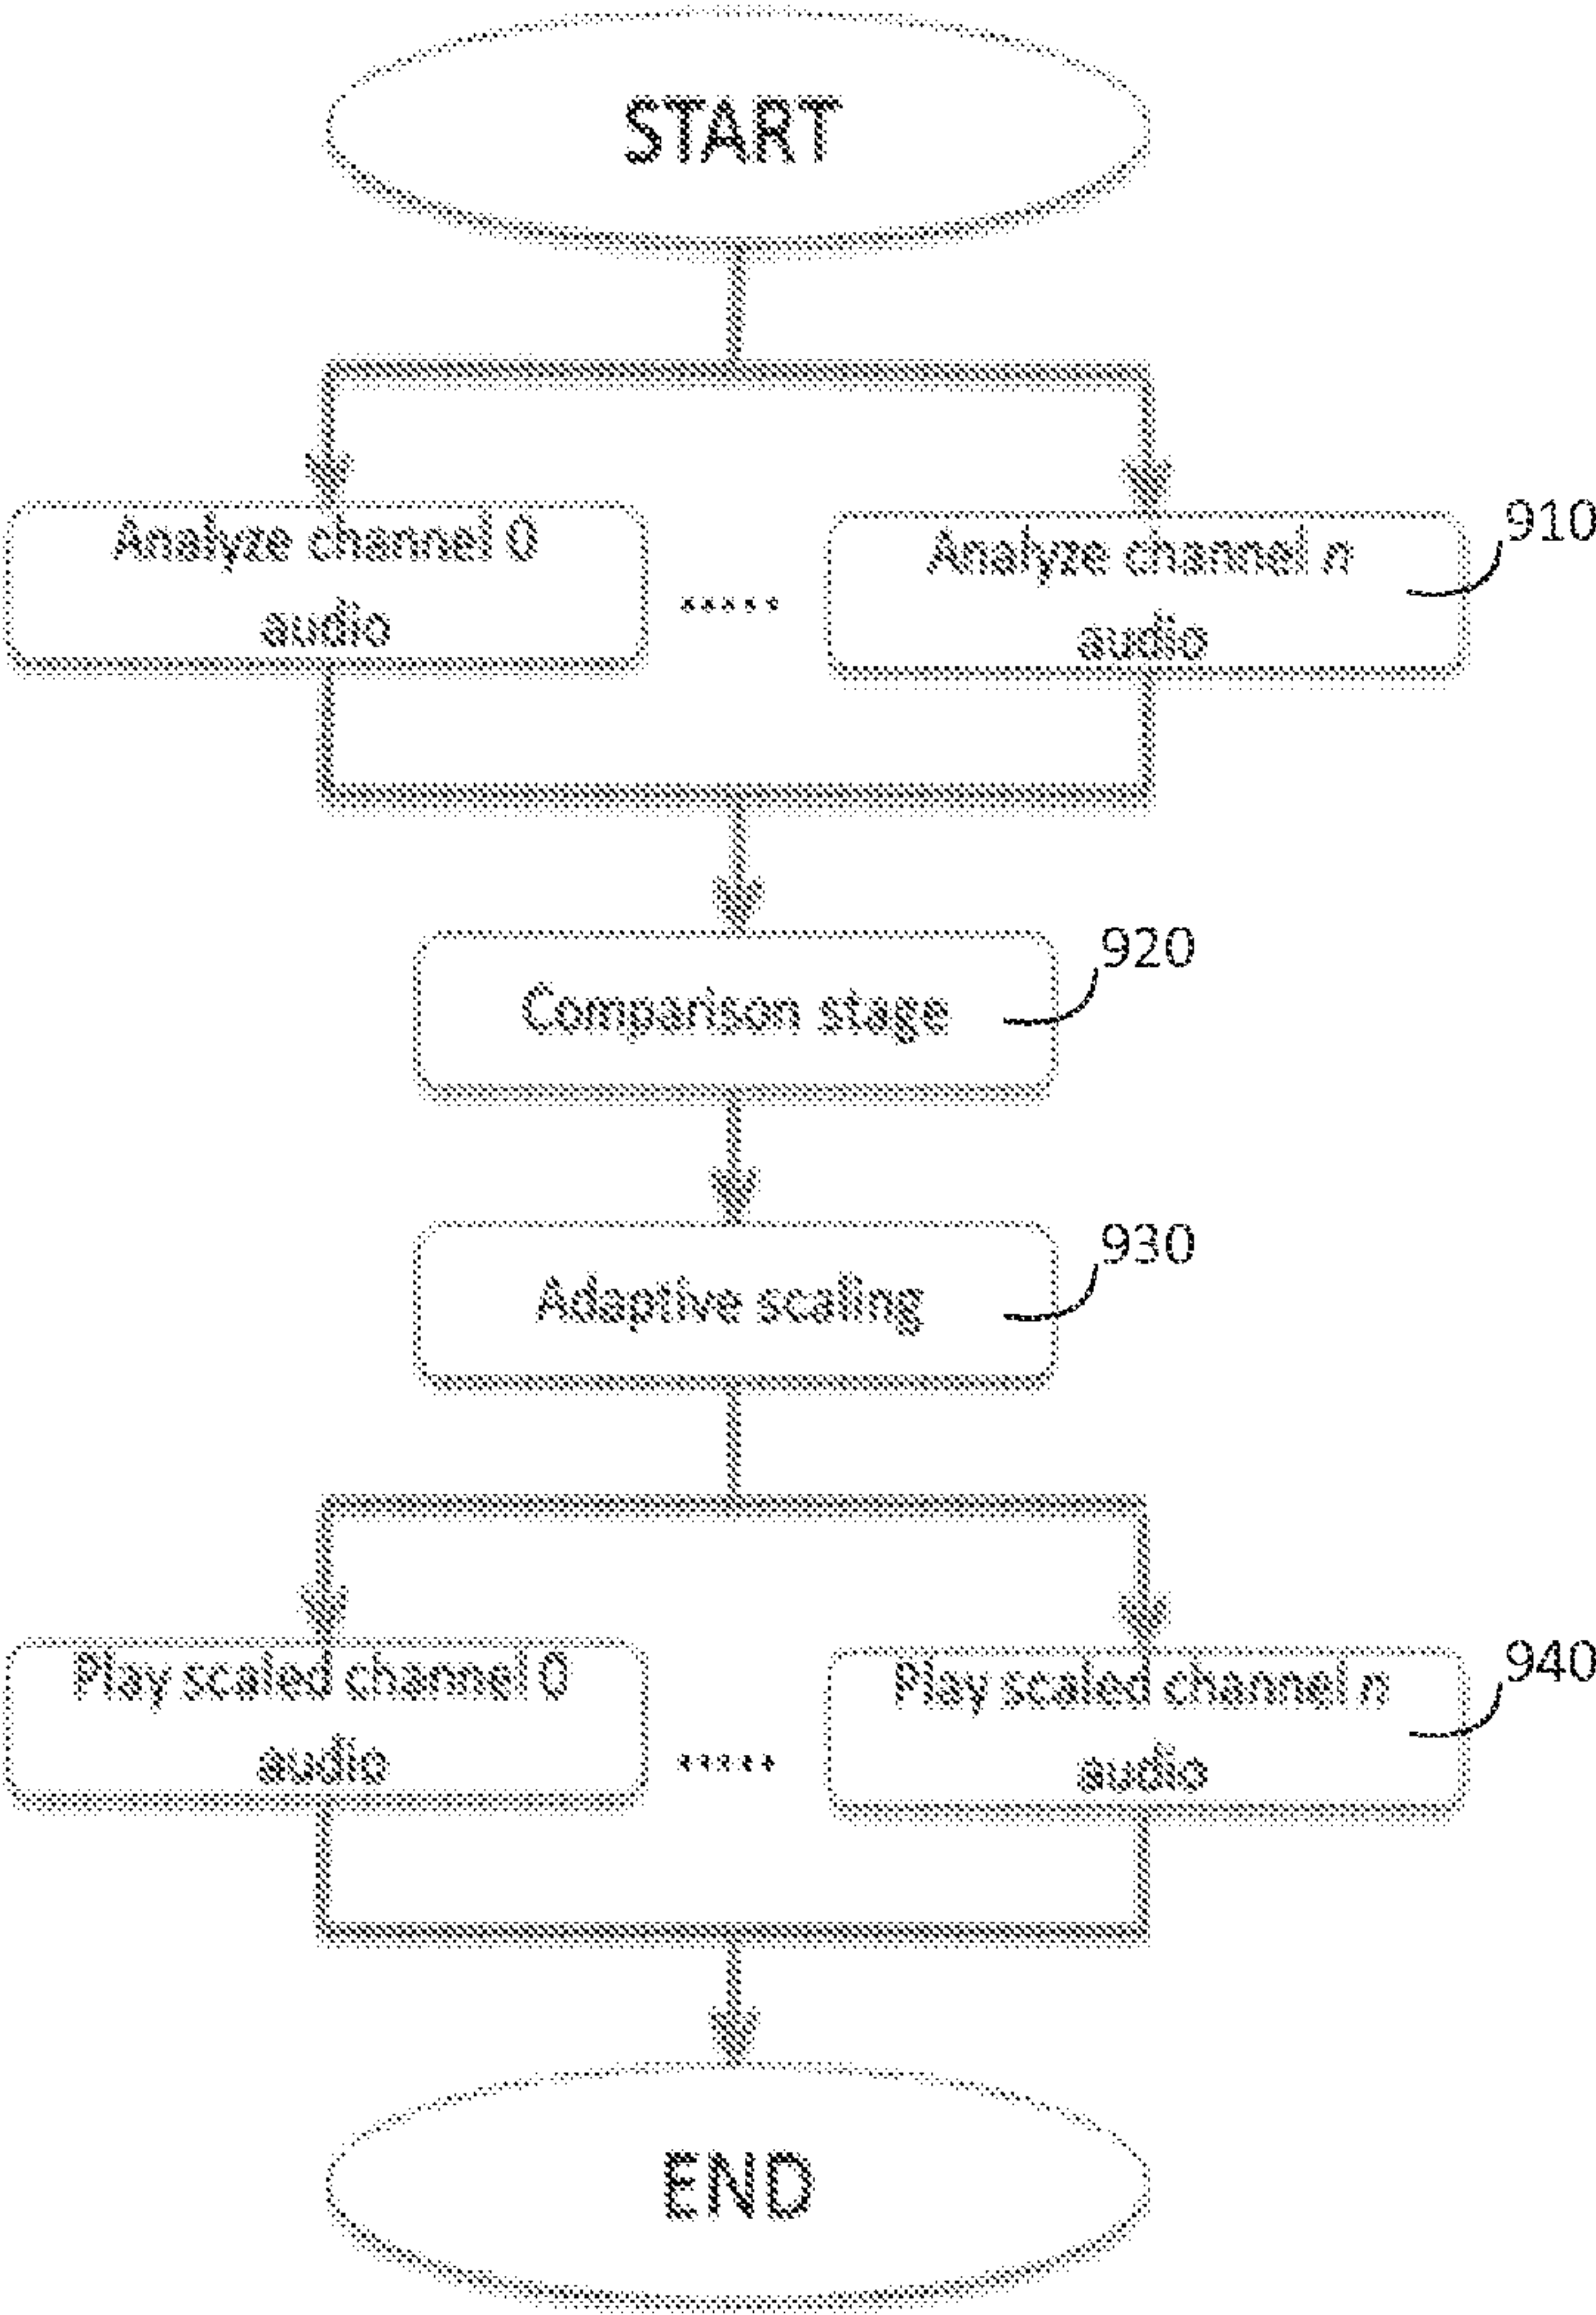 START
Analyze channel 0
audio
.....
Analyze channel n
audio
910
Comparison stage
920
Adaptive scaling
930
Play scaled channel 0
audio
.....
Play scaled channel n
audio
940
END